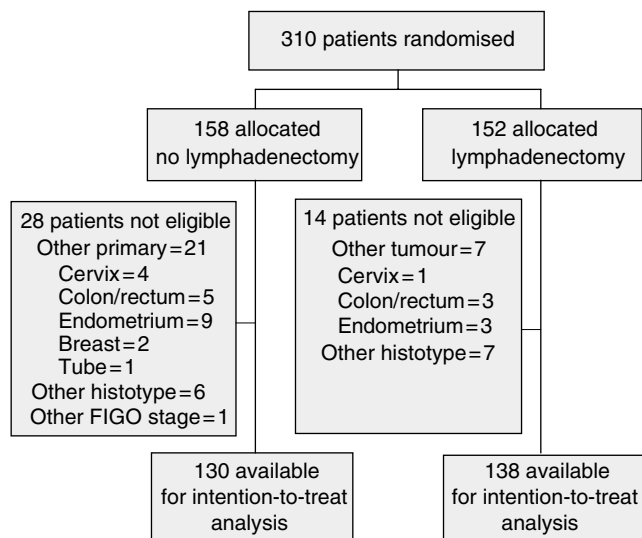 310 patients randomised
158 allocated
no lymphadenectomy
152 allocated
lymphadenectomy
28 patients not eligible
Other primary=21
Cervix=4
Colon/rectum=5
Endometrium=9
Breast=2
Tube=1
Other histotype=6
Other FIGO stage=1
14 patients not eligible
Other tumour=7
Cervix=1
Colon/rectum=3
Endometrium=3
Other histotype=7
130 available
for intention-to-treat
analysis
138 available
for intention-to-treat
analysis